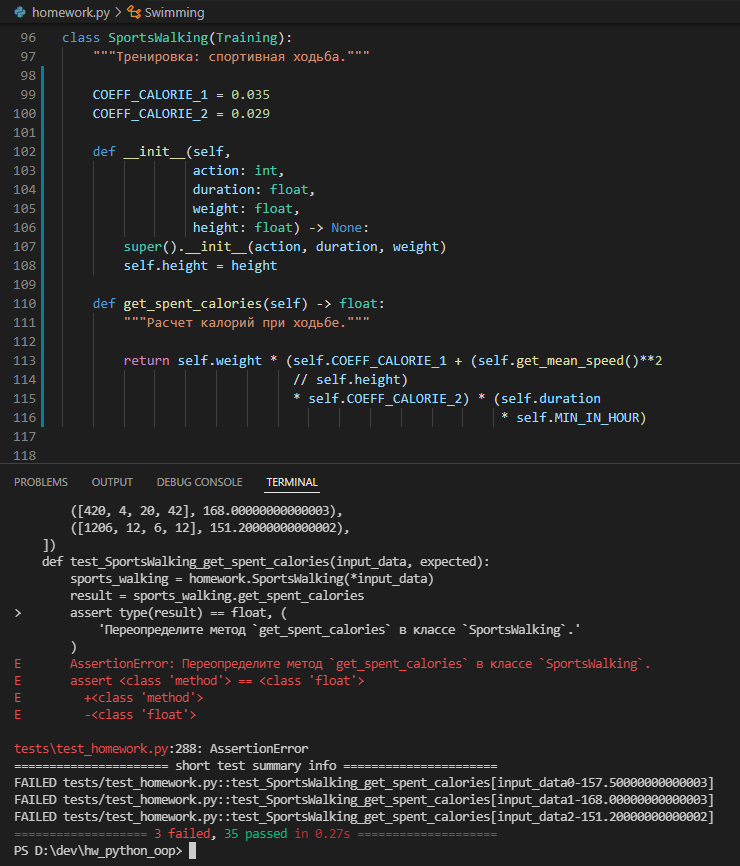 homework.py > Swimming
96 class SportsWalking(Training):
97 """Тренировка: спортивная ходьба."""
98
99 COEFF_CALORIE_1 = 0.035
100 COEFF_CALORIE_2 = 0.029
101
102 def __init__(self,
103 action: int,
104 duration: float,
105 weight: float,
106 height: float) -> None:
107 super().__init__(action, duration, weight)
108 self.height = height
109
110 def get_spent_calories(self) -> float:
111 """Расчет калорий при ходьбе."""
112
113 return self.weight * (self.COEFF_CALORIE_1 + (self.get_mean_speed()**2
114 // self.height)
115 * self.COEFF_CALORIE_2) * (self.duration
116 * self.MIN_IN_HOUR)
117
118
PROBLEMS OUTPUT DEBUG CONSOLE TERMINAL
([420, 4, 20, 42], 168.00000000000003),
([1206, 12, 6, 12], 151.20000000000002),
])
def test_SportsWalking_get_spent_calories(input_data, expected):
sports_walking = homework.SportsWalking(*input_data)
result = sports_walking.get_spent_calories
> assert type(result) == float, (
'Переопределите метод `get_spent_calories` в классе `SportsWalking`.'
)
E AssertionError: Переопределите метод `get_spent_calories` в классе `SportsWalking`.
E assert <class 'method'> == <class 'float'>
E +<class 'method'>
E -<class 'float'>
tests\test_homework.py:288: AssertionError
====================== short test summary info ======================
FAILED tests/test_homework.py::test_SportsWalking_get_spent_calories[input_data0-157.50000000000003]
FAILED tests/test_homework.py::test_SportsWalking_get_spent_calories[input_data1-168.00000000000003]
FAILED tests/test_homework.py::test_SportsWalking_get_spent_calories[input_data2-151.20000000000002]
=================== 3 failed, 35 passed in 0.27s ====================
PS D:\dev\hw_python_oop>